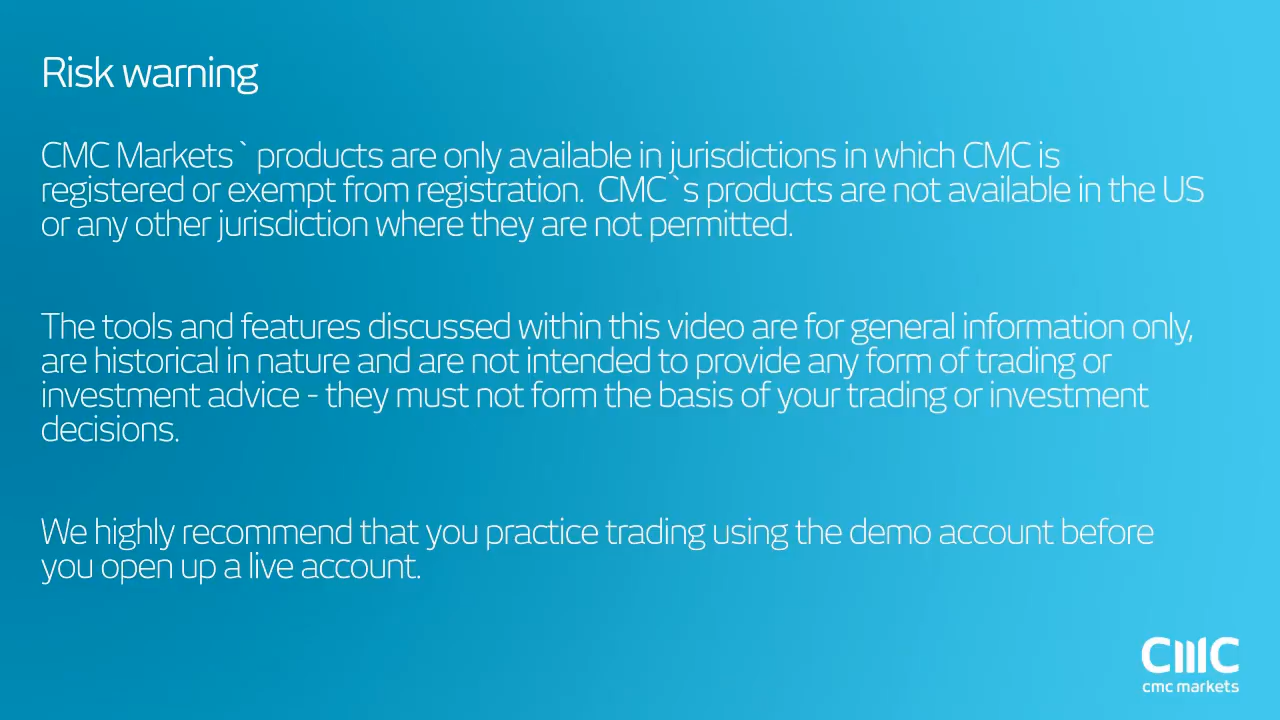 Risk warning
CMC Markets` products are only available in jurisdictions in which CMC is
registered or exempt from registration.  CMC`s products are not available in the US
or any other jurisdiction where they are not permitted.
The tools and features discussed within this video are for general information only,
are historical in nature and are not intended to provide any form of trading or
investment advice - they must not form the basis of your trading or investment
decisions.
We highly recommend that you practice trading using the demo account before
you open up a live account.
CMC
cmc markets